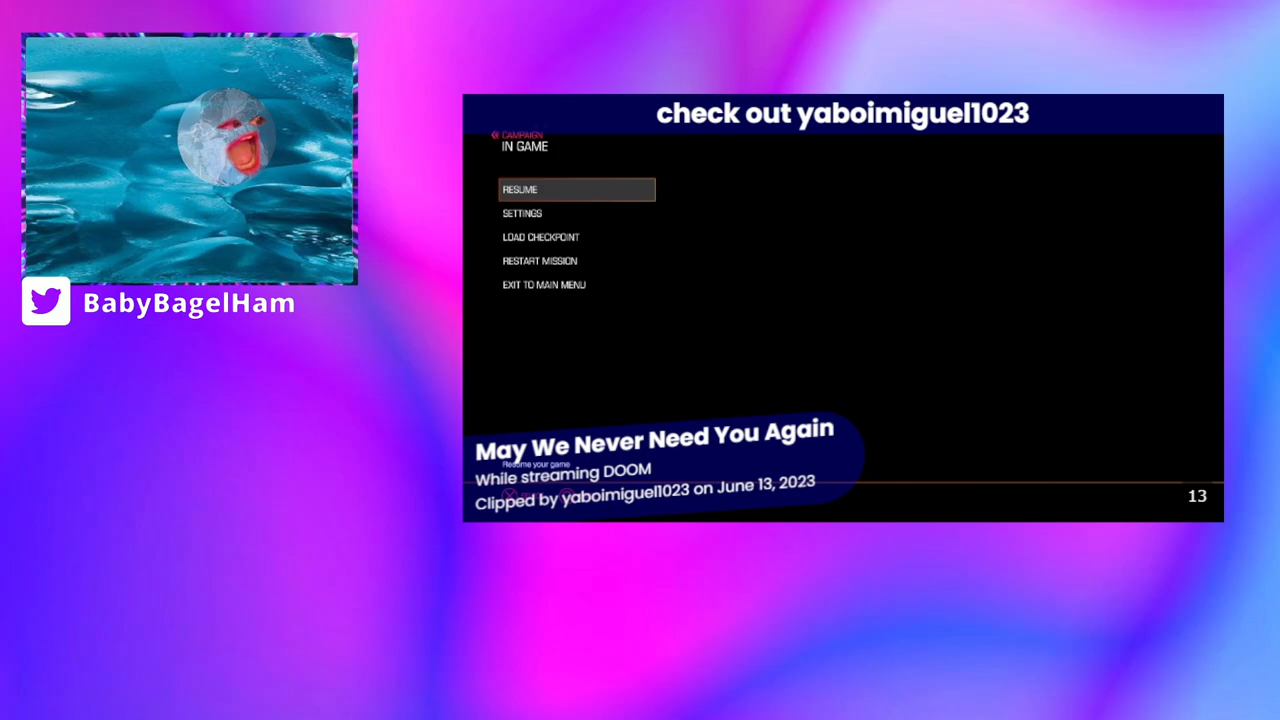 BabyBagelHam
check out yaboimiguel1023
CAMPAIGN
IN GAME
RESUME
SETTINGS
LOAD CHECKPOINT
RESTART MISSION
EXIT TO MAIN MENU
May We Never Need You Again
Resume your game
While streaming DOOM
Clipped by yaboimiguel1023 on June 13, 2023
13